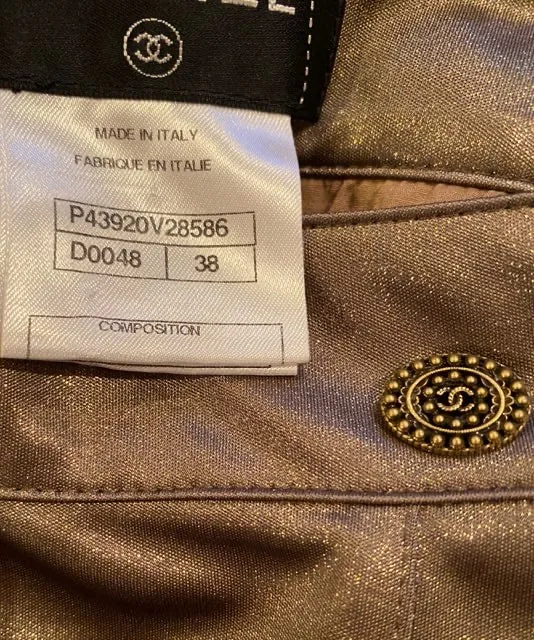 MADE IN ITALY
FABRIQUE EN ITALIE
P43920V28586
D0048 38
COMPOSITION